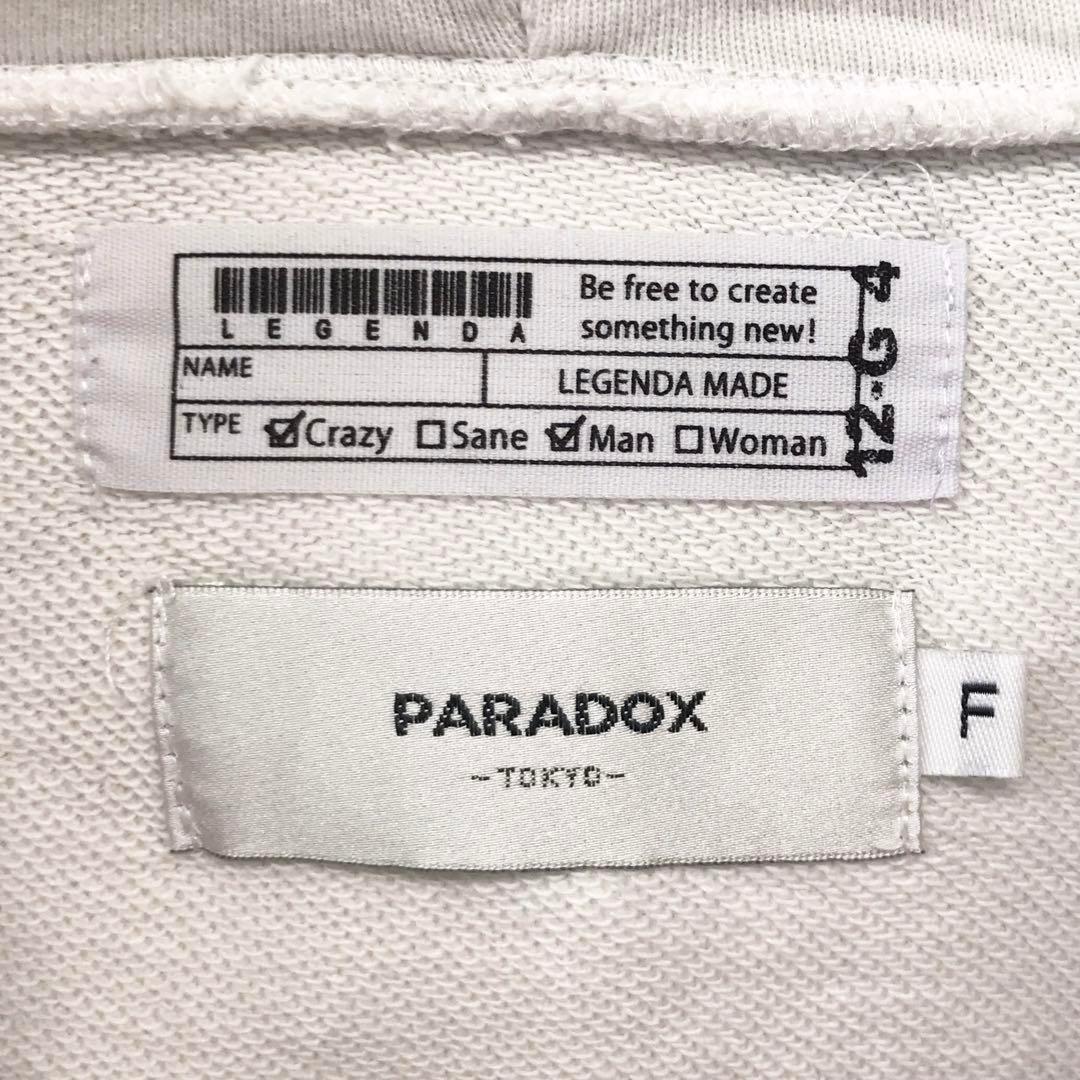 LEGENDA
Be free to create
something new!
NAME
LEGENDA MADE
TYPE ☑Crazy ☐Sane ☑Man ☐Woman
12-G 4
PARADOX
-TOKYO-
F